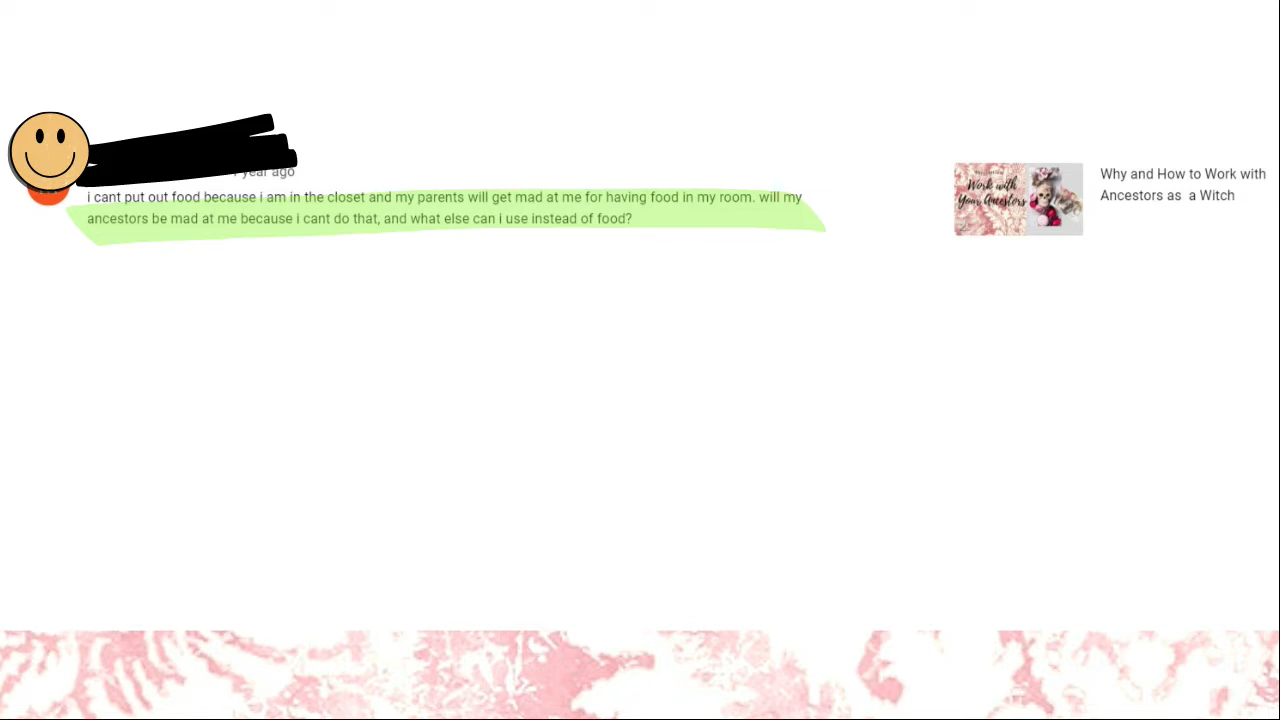 year ago
i cant put out food because i am in the closet and my parents will get mad at me for having food in my room. will my
ancestors be mad at me because i cant do that, and what else can i use instead of food?
Work with
Your Ancestors
Why and How to Work with
Ancestors as a Witch